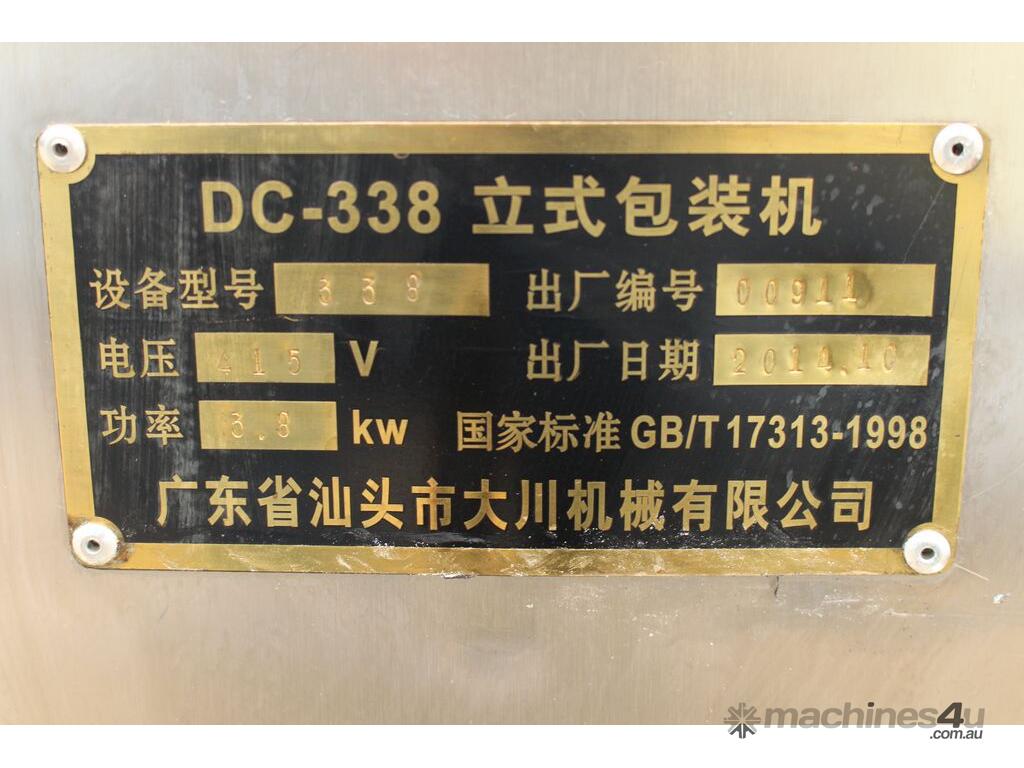 DC-338 立式包装机
设备型号 338 出厂编号 00911
电压 415 V 出厂日期 2014.10
功率 3.8 kw 国家标准 GB/T 17313-1998
广东省汕头市大川机械有限公司
machines4u
.com.au